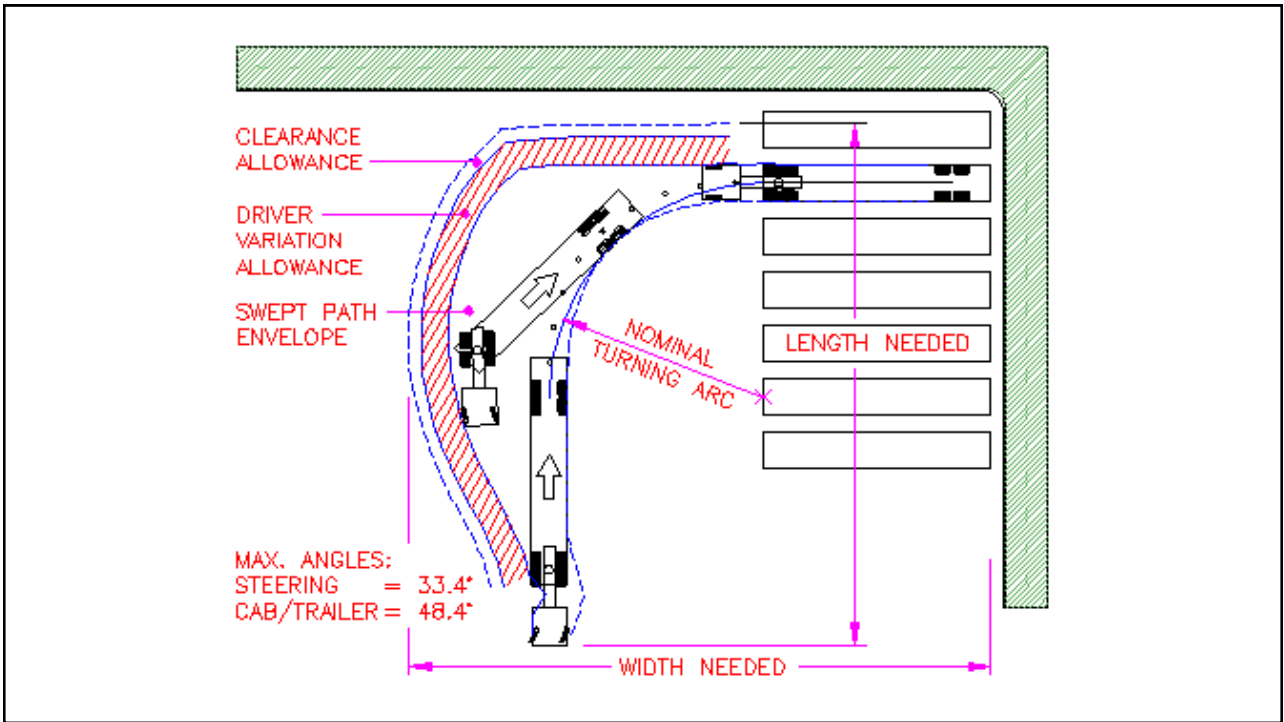 CLEARANCE
ALLOWANCE
DRIVER
VARIATION
ALLOWANCE
SWEPT PATH
ENVELOPE
NOMINAL
TURNING ARC
LENGTH NEEDED
MAX. ANGLES:
STEERING = 33.4°
CAB/TRAILER = 48.4°
WIDTH NEEDED